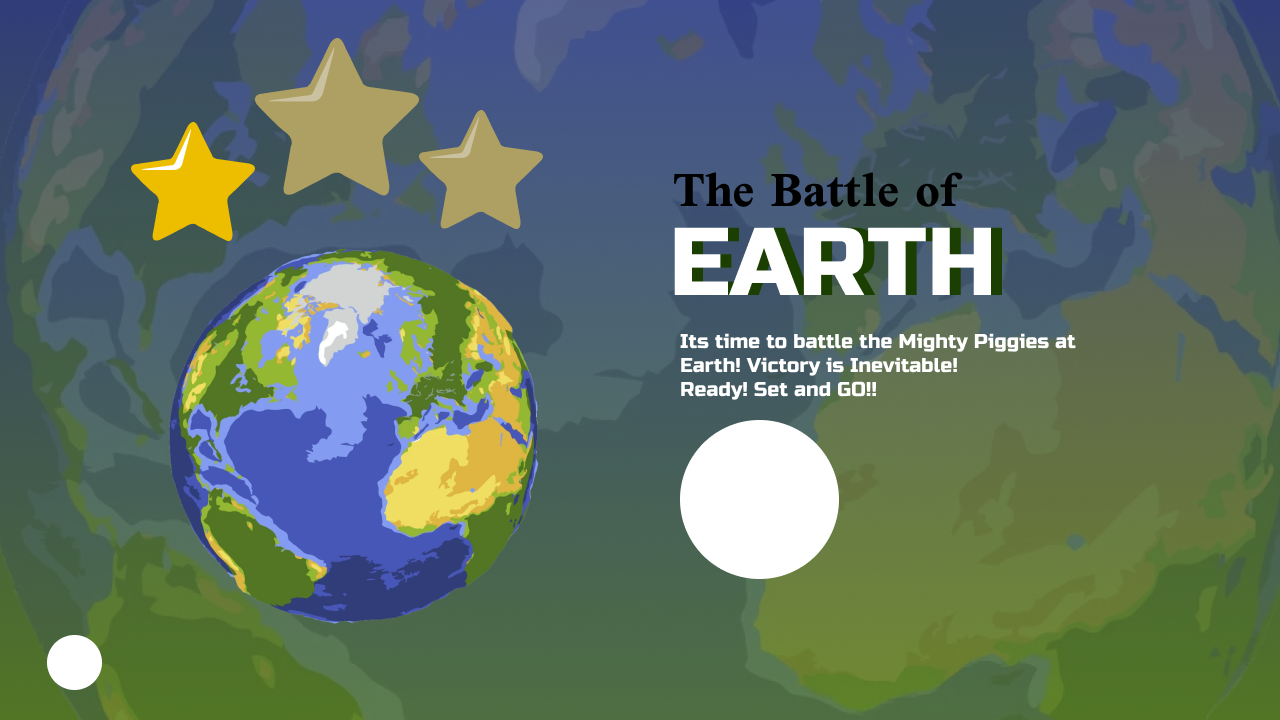 The Battle of
EARTH
Its time to battle the Mighty Piggies at
Earth! Victory is Inevitable!
Ready! Set and GO!!